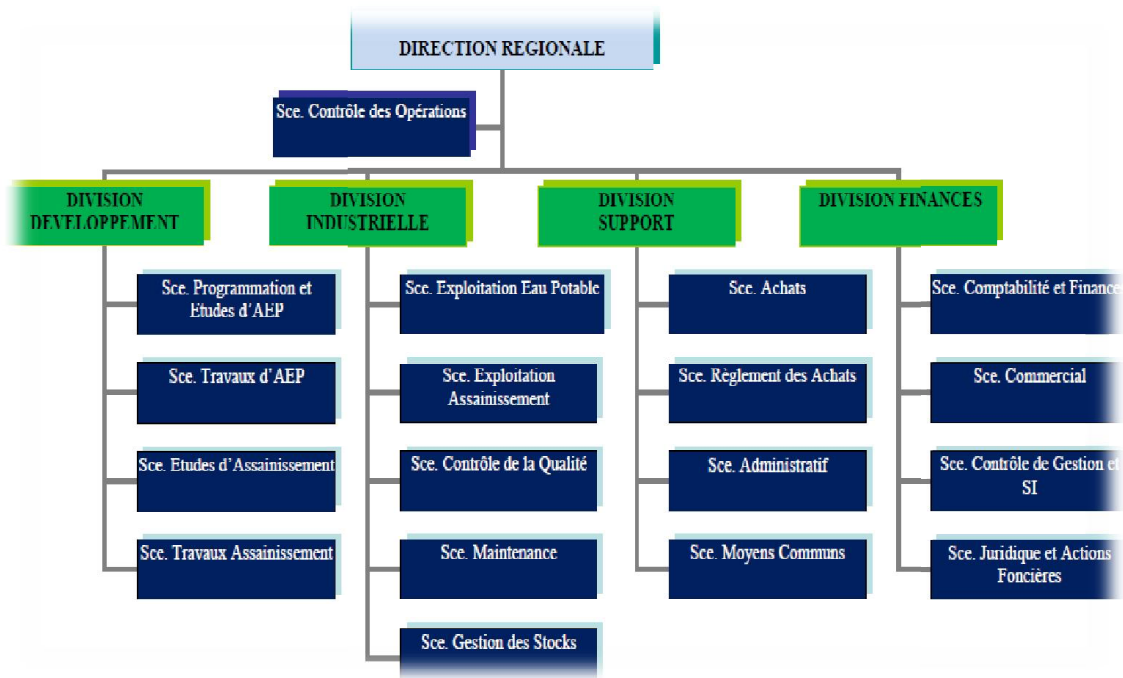 DIRECTION REGIONALE
Sce. Contrôle des Opérations
DIVISION
DEVELOPPEMENT
Sce. Programmation et
Etudes d'AEP
Sce. Travaux d'AEP
Sce. Etudes d'Assainissement
Sce. Travaux Assainissement
DIVISION
INDUSTRIELLE
Sce. Exploitation Eau Potable
Sce. Exploitation
Assainissement
Sce. Contrôle de la Qualité
Sce. Maintenance
Sce. Gestion des Stocks
DIVISION
SUPPORT
Sce. Achats
Sce. Règlement des Achats
Sce. Administratif
Sce. Moyens Communs
DIVISION FINANCES
Sce. Comptabilité et Finances
Sce. Commercial
Sce. Contrôle de Gestion et
SI
Sce. Juridique et Actions
Foncières